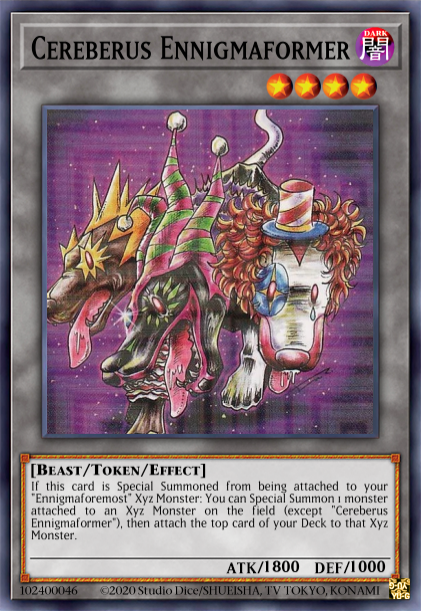 CEREBERUS ENNIGMAFORMER
DARK
闇
[BEAST/TOKEN/EFFECT]
If this card is Special Summoned from being attached to your
"Ennigmaforemost" Xyz Monster: You can Special Summon 1 monster
attached to an Xyz Monster on the field (except "Cereberus
Ennigmaformer"), then attach the top card of your Deck to that Xyz
Monster.
ATK/1800 DEF/1000
102400046 ©2020 Studio Dice/SHUEISHA, TV TOKYO, KONAMI